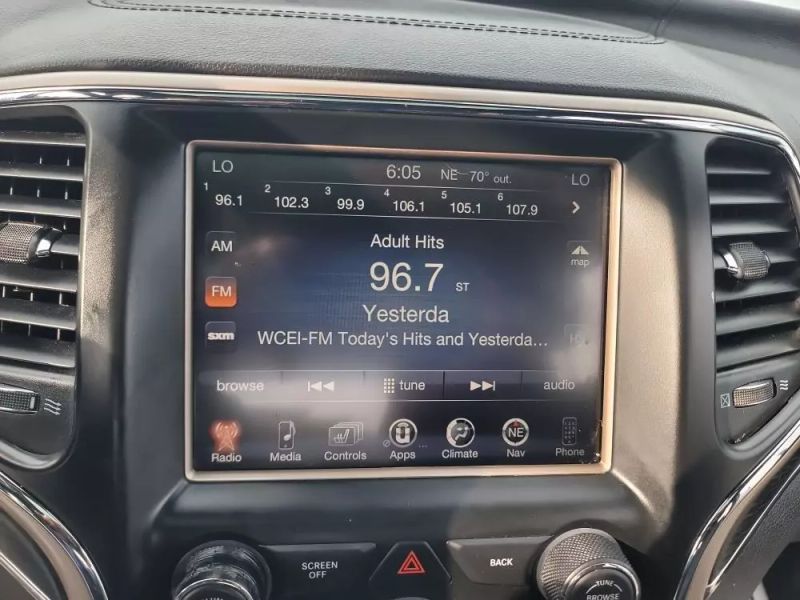 LO 6:05 NE 70° out. LO
1 96.1 2 102.3 3 99.9 4 106.1 5 105.1 6 107.9
AM
Adult Hits
map
FM
96.7 ST
Yesterda
sxm
WCEI-FM Today's Hits and Yesterda...
browse tune audio
NE
Radio Media Controls Apps Climate Nav Phone
SCREEN
OFF
BACK
TUNE
BROWSE